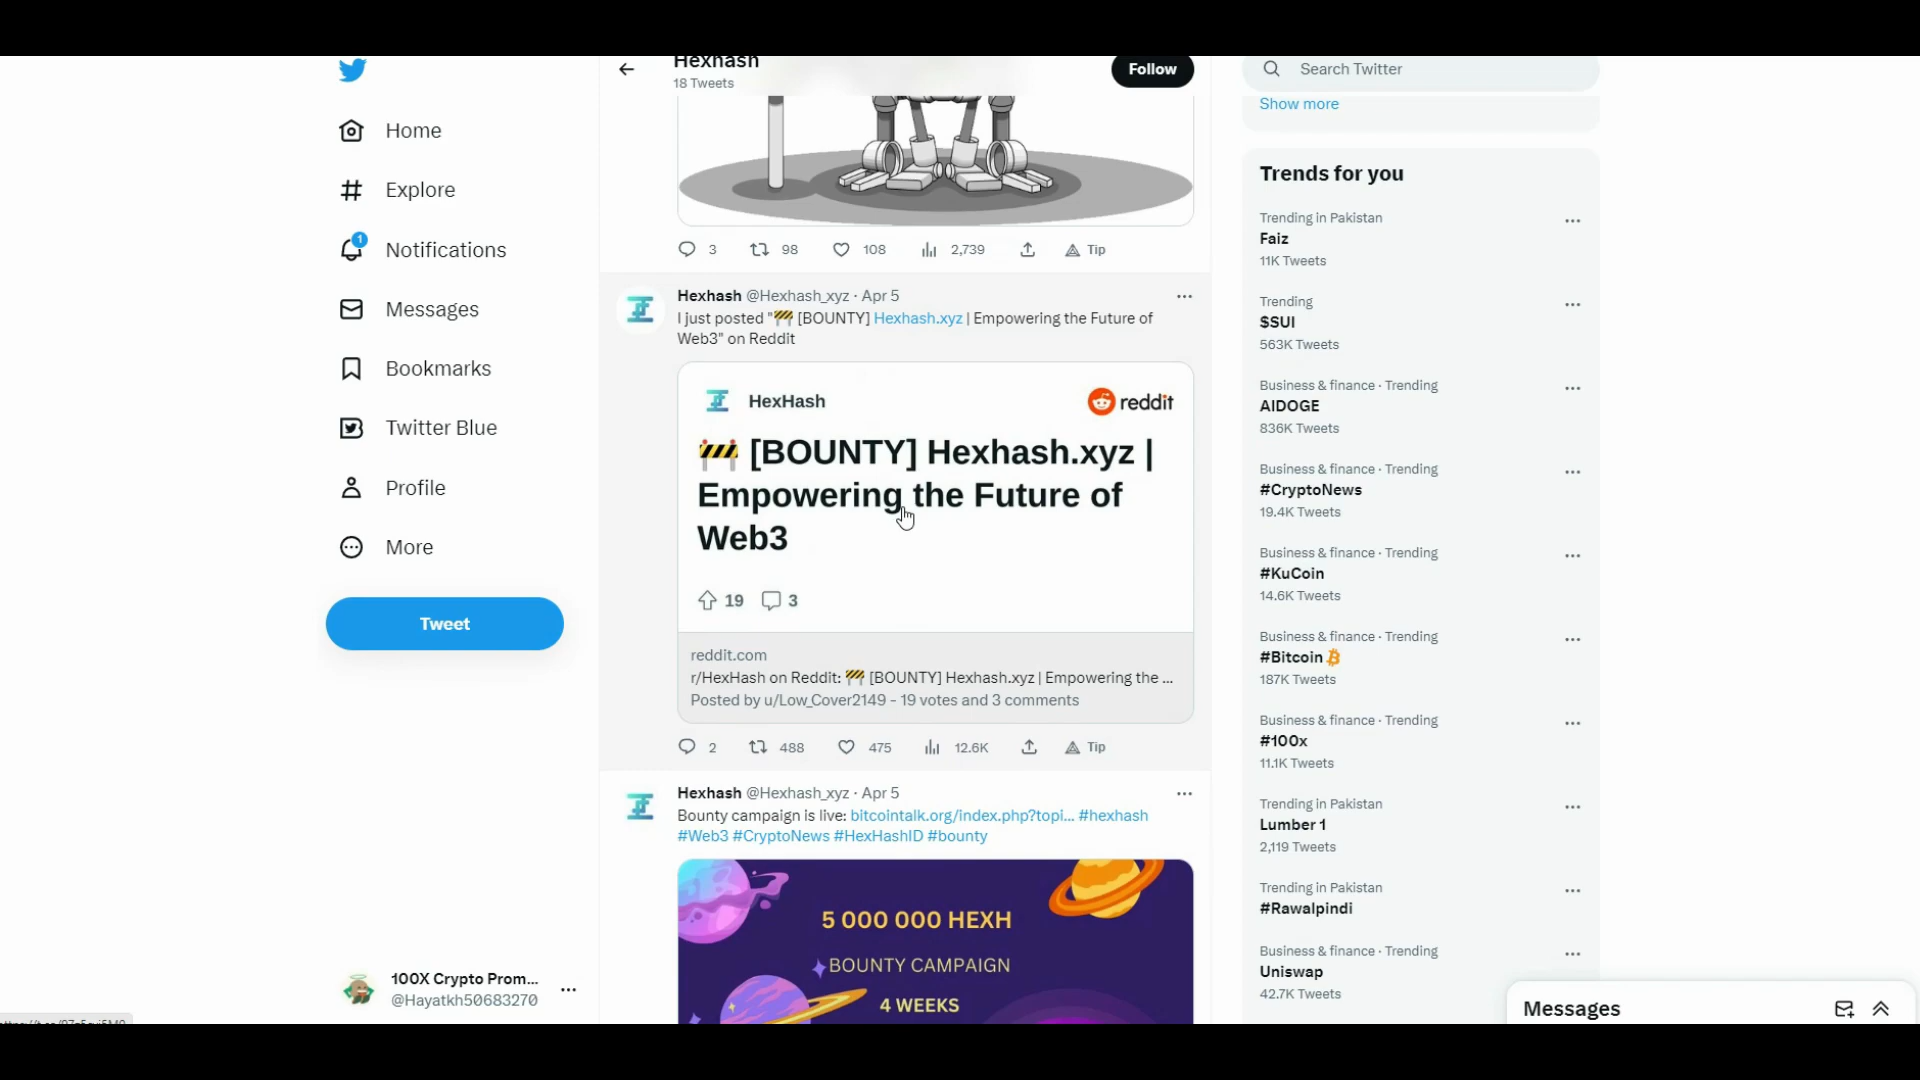 Home
Explore
1
Notifications
Messages
Bookmarks
Twitter Blue
Profile
More
Tweet
100X Crypto Prom...
@Hayatkh50683270
Hexhash
18 Tweets
Follow
3 98 108 2,739 Tip
Hexhash @Hexhash_xyz · Apr 5
I just posted "🚧 [BOUNTY] Hexhash.xyz | Empowering the Future of
Web3" on Reddit
HexHash
reddit
🚧 [BOUNTY] Hexhash.xyz |
Empowering the Future of
Web3
19 3
reddit.com
r/HexHash on Reddit: 🚧 [BOUNTY] Hexhash.xyz | Empowering the ...
Posted by u/Low_Cover2149 - 19 votes and 3 comments
2 488 475 12.6K Tip
Hexhash @Hexhash_xyz · Apr 5
Bounty campaign is live: bitcointalk.org/index.php?topi... #hexhash
#Web3 #CryptoNews #HexHashID #bounty
5 000 000 HEXH
BOUNTY CAMPAIGN
4 WEEKS
Search Twitter
Show more
Trends for you
Trending in Pakistan
Faiz
11K Tweets
Trending
$SUI
563K Tweets
Business & finance · Trending
AIDOGE
836K Tweets
Business & finance · Trending
#CryptoNews
19.4K Tweets
Business & finance · Trending
#KuCoin
14.6K Tweets
Business & finance · Trending
#Bitcoin
187K Tweets
Business & finance · Trending
#100x
11.1K Tweets
Trending in Pakistan
Lumber 1
2,119 Tweets
Trending in Pakistan
#Rawalpindi
Business & finance · Trending
Uniswap
42.7K Tweets
Messages